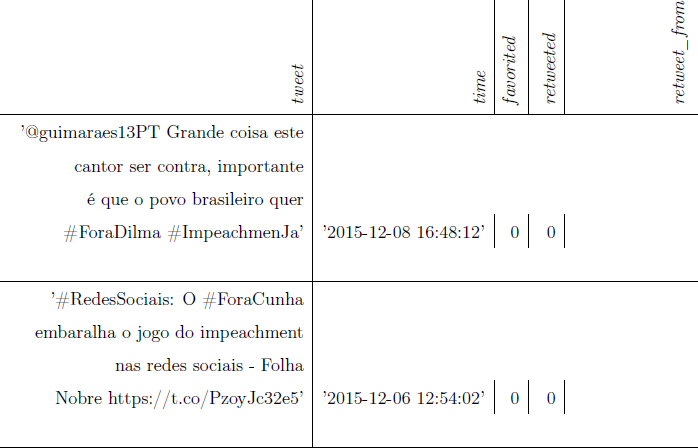 tweet time favorited retweeted retweet_from
'@guimaraes13PT Grande coisa este
cantor ser contra, importante
é que o povo brasileiro quer
#ForaDilma #ImpeachmenJa' '2015-12-08 16:48:12' 0 0
'#RedesSociais: O #ForaCunha
embaralha o jogo do impeachment
nas redes sociais - Folha
Nobre https://t.co/PzoyJc32e5' '2015-12-06 12:54:02' 0 0